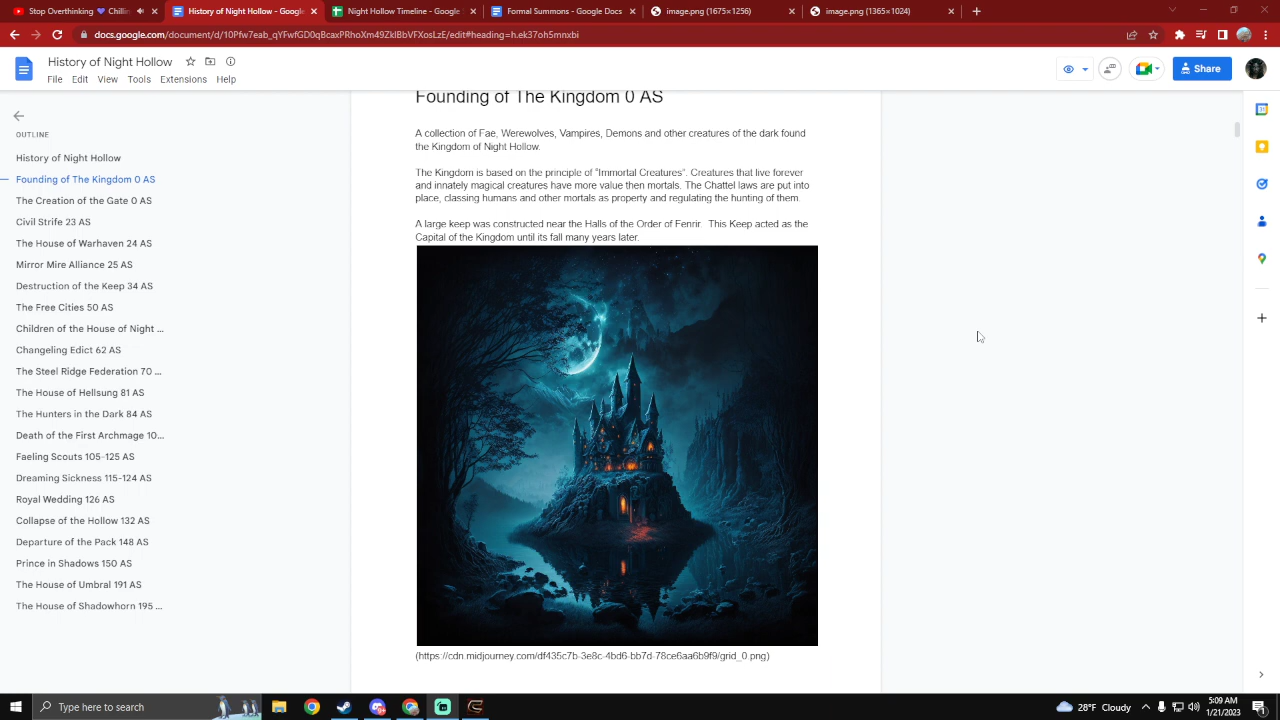 Stop Overthinking 🖤 Chillin
History of Night Hollow - Google
Night Hollow Timeline - Google
Formal Summons - Google Docs
image.png (1675×1256)
image.png (1365×1024)
docs.google.com/document/d/10Pfw7eab_qYFwfGD0qBcaxPRhoXm49ZklBbVFXosLzE/edit#heading=h.ek37oh5mnxbi
History of Night Hollow
File Edit View Tools Extensions Help
Share
OUTLINE
History of Night Hollow
Founding of The Kingdom 0 AS
The Creation of the Gate 0 AS
Civil Strife 23 AS
The House of Warhaven 24 AS
Mirror Mire Alliance 25 AS
Destruction of the Keep 34 AS
The Free Cities 50 AS
Children of the House of Night ...
Changeling Edict 62 AS
The Steel Ridge Federation 70 ...
The House of Hellsung 81 AS
The Hunters in the Dark 84 AS
Death of the First Archmage 10...
Faeling Scouts 105-125 AS
Dreaming Sickness 115-124 AS
Royal Wedding 126 AS
Collapse of the Hollow 132 AS
Departure of the Pack 148 AS
Prince in Shadows 150 AS
The House of Umbral 191 AS
The House of Shadowhorn 195 ...
Founding of The Kingdom 0 AS
A collection of Fae, Werewolves, Vampires, Demons and other creatures of the dark found
the Kingdom of Night Hollow.
The Kingdom is based on the principle of “Immortal Creatures”. Creatures that live forever
and innately magical creatures have more value then mortals. The Chattel laws are put into
place, classing humans and other mortals as property and regulating the hunting of them.
A large keep was constructed near the Halls of the Order of Fenrir. This Keep acted as the
Capital of the Kingdom until its fall many years later.
(https://cdn.midjourney.com/df435c7b-3e8c-4bd6-bb7d-78ce6aa6b9f9/grid_0.png)
Type here to search
28°F Cloudy
5:09 AM
1/21/2023